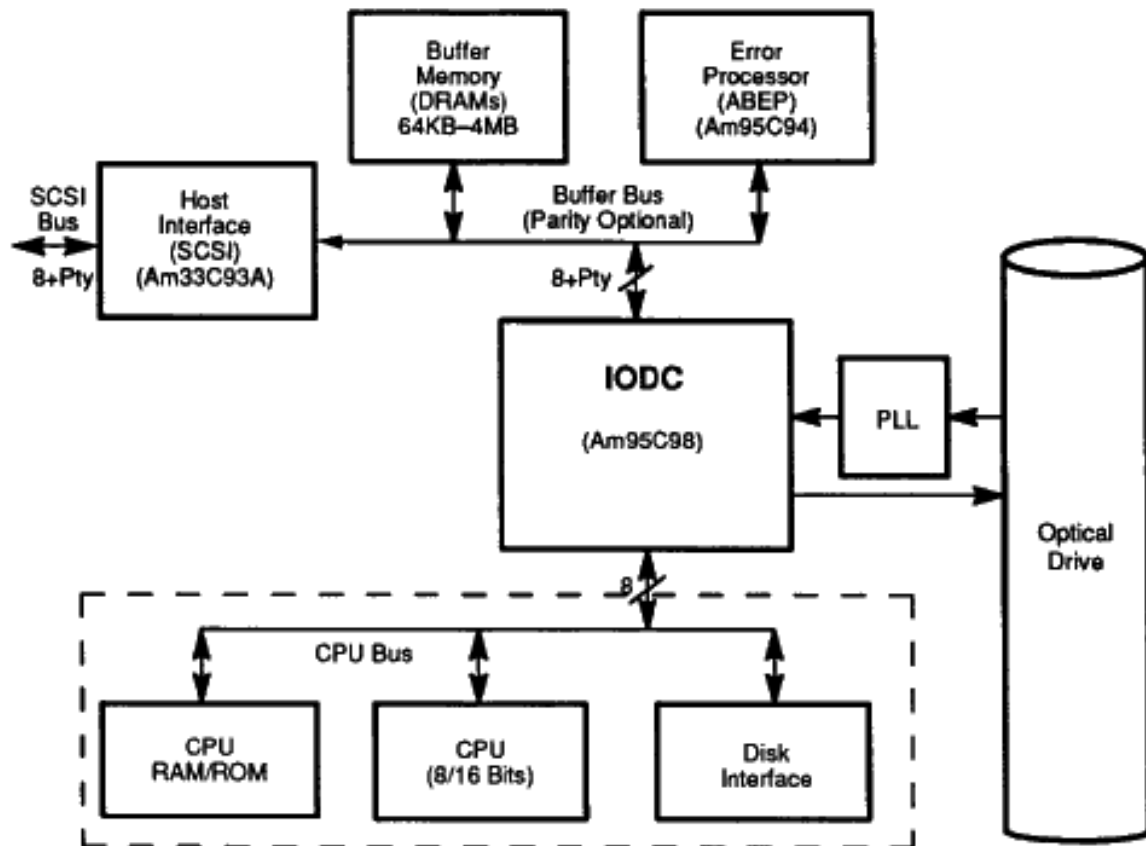 Buffer
Memory
(DRAMs)
64KB–4MB
Error
Processor
(ABEP)
(Am95C94)
SCSI
Bus
8+Pty
Host
Interface
(SCSI)
(Am33C93A)
Buffer Bus
(Parity Optional)
8+Pty
IODC
(Am95C98)
PLL
Optical
Drive
8
CPU Bus
CPU
RAM/ROM
CPU
(8/16 Bits)
Disk
Interface